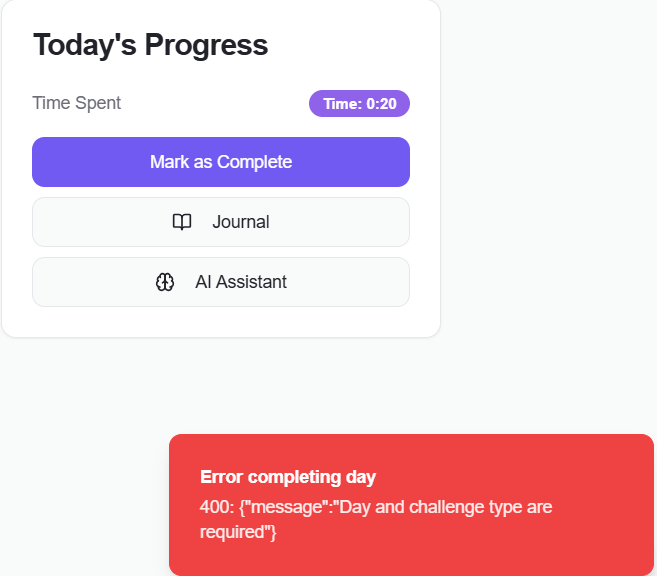 Today's Progress
Time Spent
Time: 0:20
Mark as Complete
Journal
AI Assistant
Error completing day
400: {"message":"Day and challenge type are
required"}